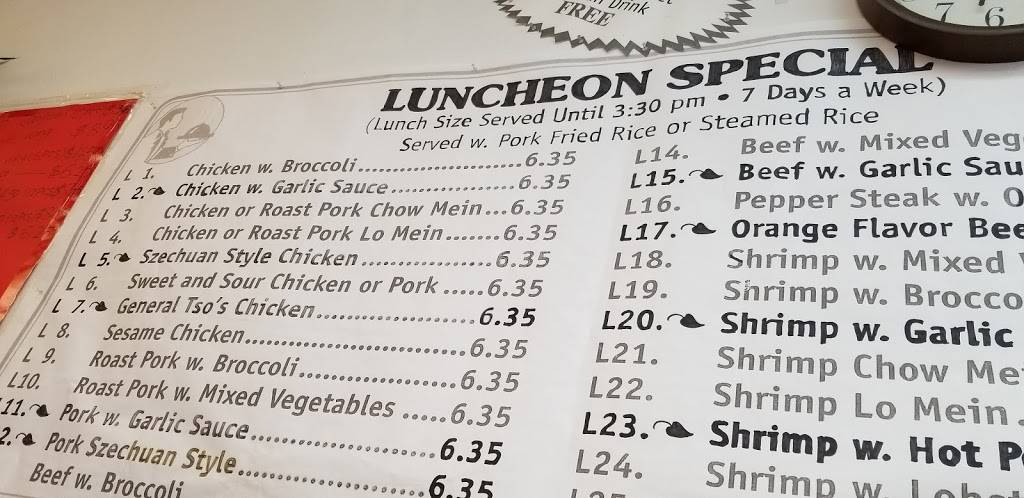 Drink
FREE
7 6
LUNCHEON SPECIAL
(Lunch Size Served Until 3:30 pm • 7 Days a Week)
Served w. Pork Fried Rice or Steamed Rice
L 1. Chicken w. Broccoli 6.35
L 2. Chicken w. Garlic Sauce 6.35
L 3. Chicken or Roast Pork Chow Mein 6.35
L 4. Chicken or Roast Pork Lo Mein 6.35
L 5. Szechuan Style Chicken 6.35
L 6. Sweet and Sour Chicken or Pork 6.35
L 7. General Tso's Chicken 6.35
L 8. Sesame Chicken 6.35
L 9. Roast Pork w. Broccoli 6.35
L10. Roast Pork w. Mixed Vegetables 6.35
11. Pork w. Garlic Sauce 6.35
2. Pork Szechuan Style 6.35
Beef w. Broccoli
L14. Beef w. Mixed Veg
L15. Beef w. Garlic Sau
L16. Pepper Steak w. O
L17. Orange Flavor Bee
L18. Shrimp w. Mixed
L19. Shrimp w. Brocco
L20. Shrimp w. Garlic
L21. Shrimp Chow Me
L22. Shrimp Lo Mein
L23. Shrimp w. Hot P
L24. Shrimp w. Lobs